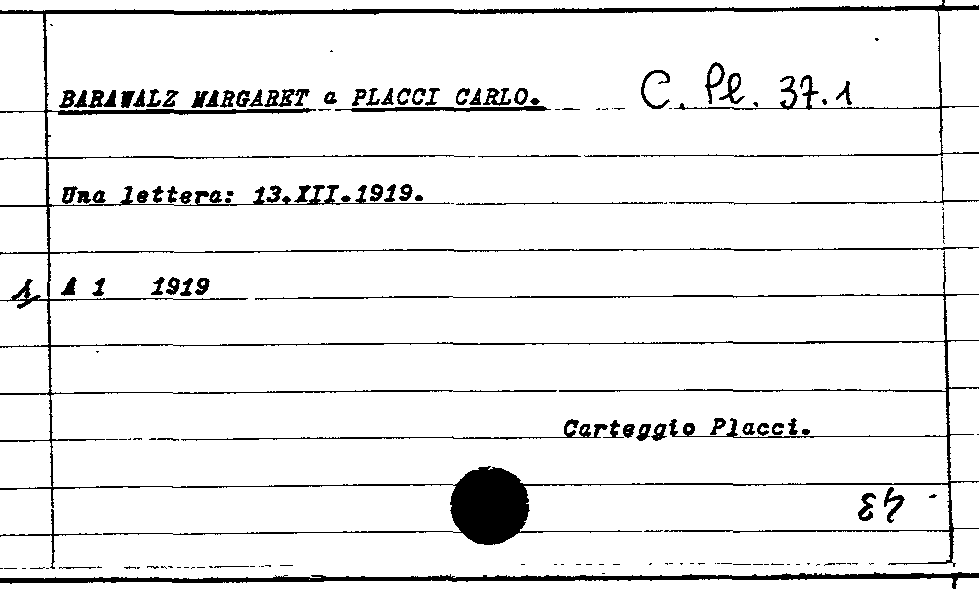 BARAWALZ MARGARET a PLACCI CARLO. C. Pl. 37.1
Una lettera: 13.XII.1919.
1 A 1 1919
Carteggio Placci.